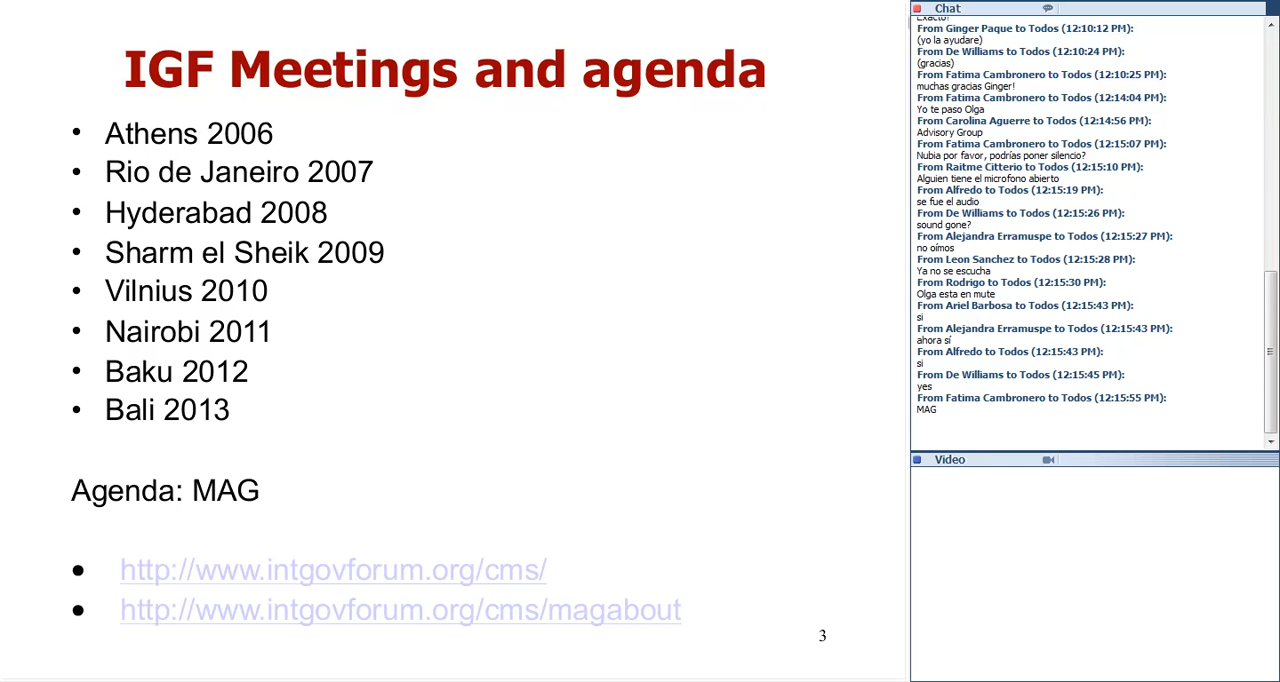 IGF Meetings and agenda
• Athens 2006
• Rio de Janeiro 2007
• Hyderabad 2008
• Sharm el Sheik 2009
• Vilnius 2010
• Nairobi 2011
• Baku 2012
• Bali 2013
Agenda: MAG
• http://www.intgovforum.org/cms/
• http://www.intgovforum.org/cms/magabout
3
Chat
Exacto!
From Ginger Paque to Todos (12:10:12 PM):
(yo la ayudare)
From De Williams to Todos (12:10:24 PM):
(gracias)
From Fatima Cambronero to Todos (12:10:25 PM):
muchas gracias Ginger!
From Fatima Cambronero to Todos (12:14:04 PM):
Yo te paso Olga
From Carolina Aguerre to Todos (12:14:56 PM):
Advisory Group
From Fatima Cambronero to Todos (12:15:07 PM):
Nubia por favor, podrías poner silencio?
From Raitme Citterio to Todos (12:15:10 PM):
Alguien tiene el microfono abierto
From Alfredo to Todos (12:15:19 PM):
se fue el audio
From De Williams to Todos (12:15:26 PM):
sound gone?
From Alejandra Erramuspe to Todos (12:15:27 PM):
no oímos
From Leon Sanchez to Todos (12:15:28 PM):
Ya no se escucha
From Rodrigo to Todos (12:15:30 PM):
Olga esta en mute
From Ariel Barbosa to Todos (12:15:43 PM):
si
From Alejandra Erramuspe to Todos (12:15:43 PM):
ahora sí
From Alfredo to Todos (12:15:43 PM):
si
From De Williams to Todos (12:15:45 PM):
yes
From Fatima Cambronero to Todos (12:15:55 PM):
MAG
Video